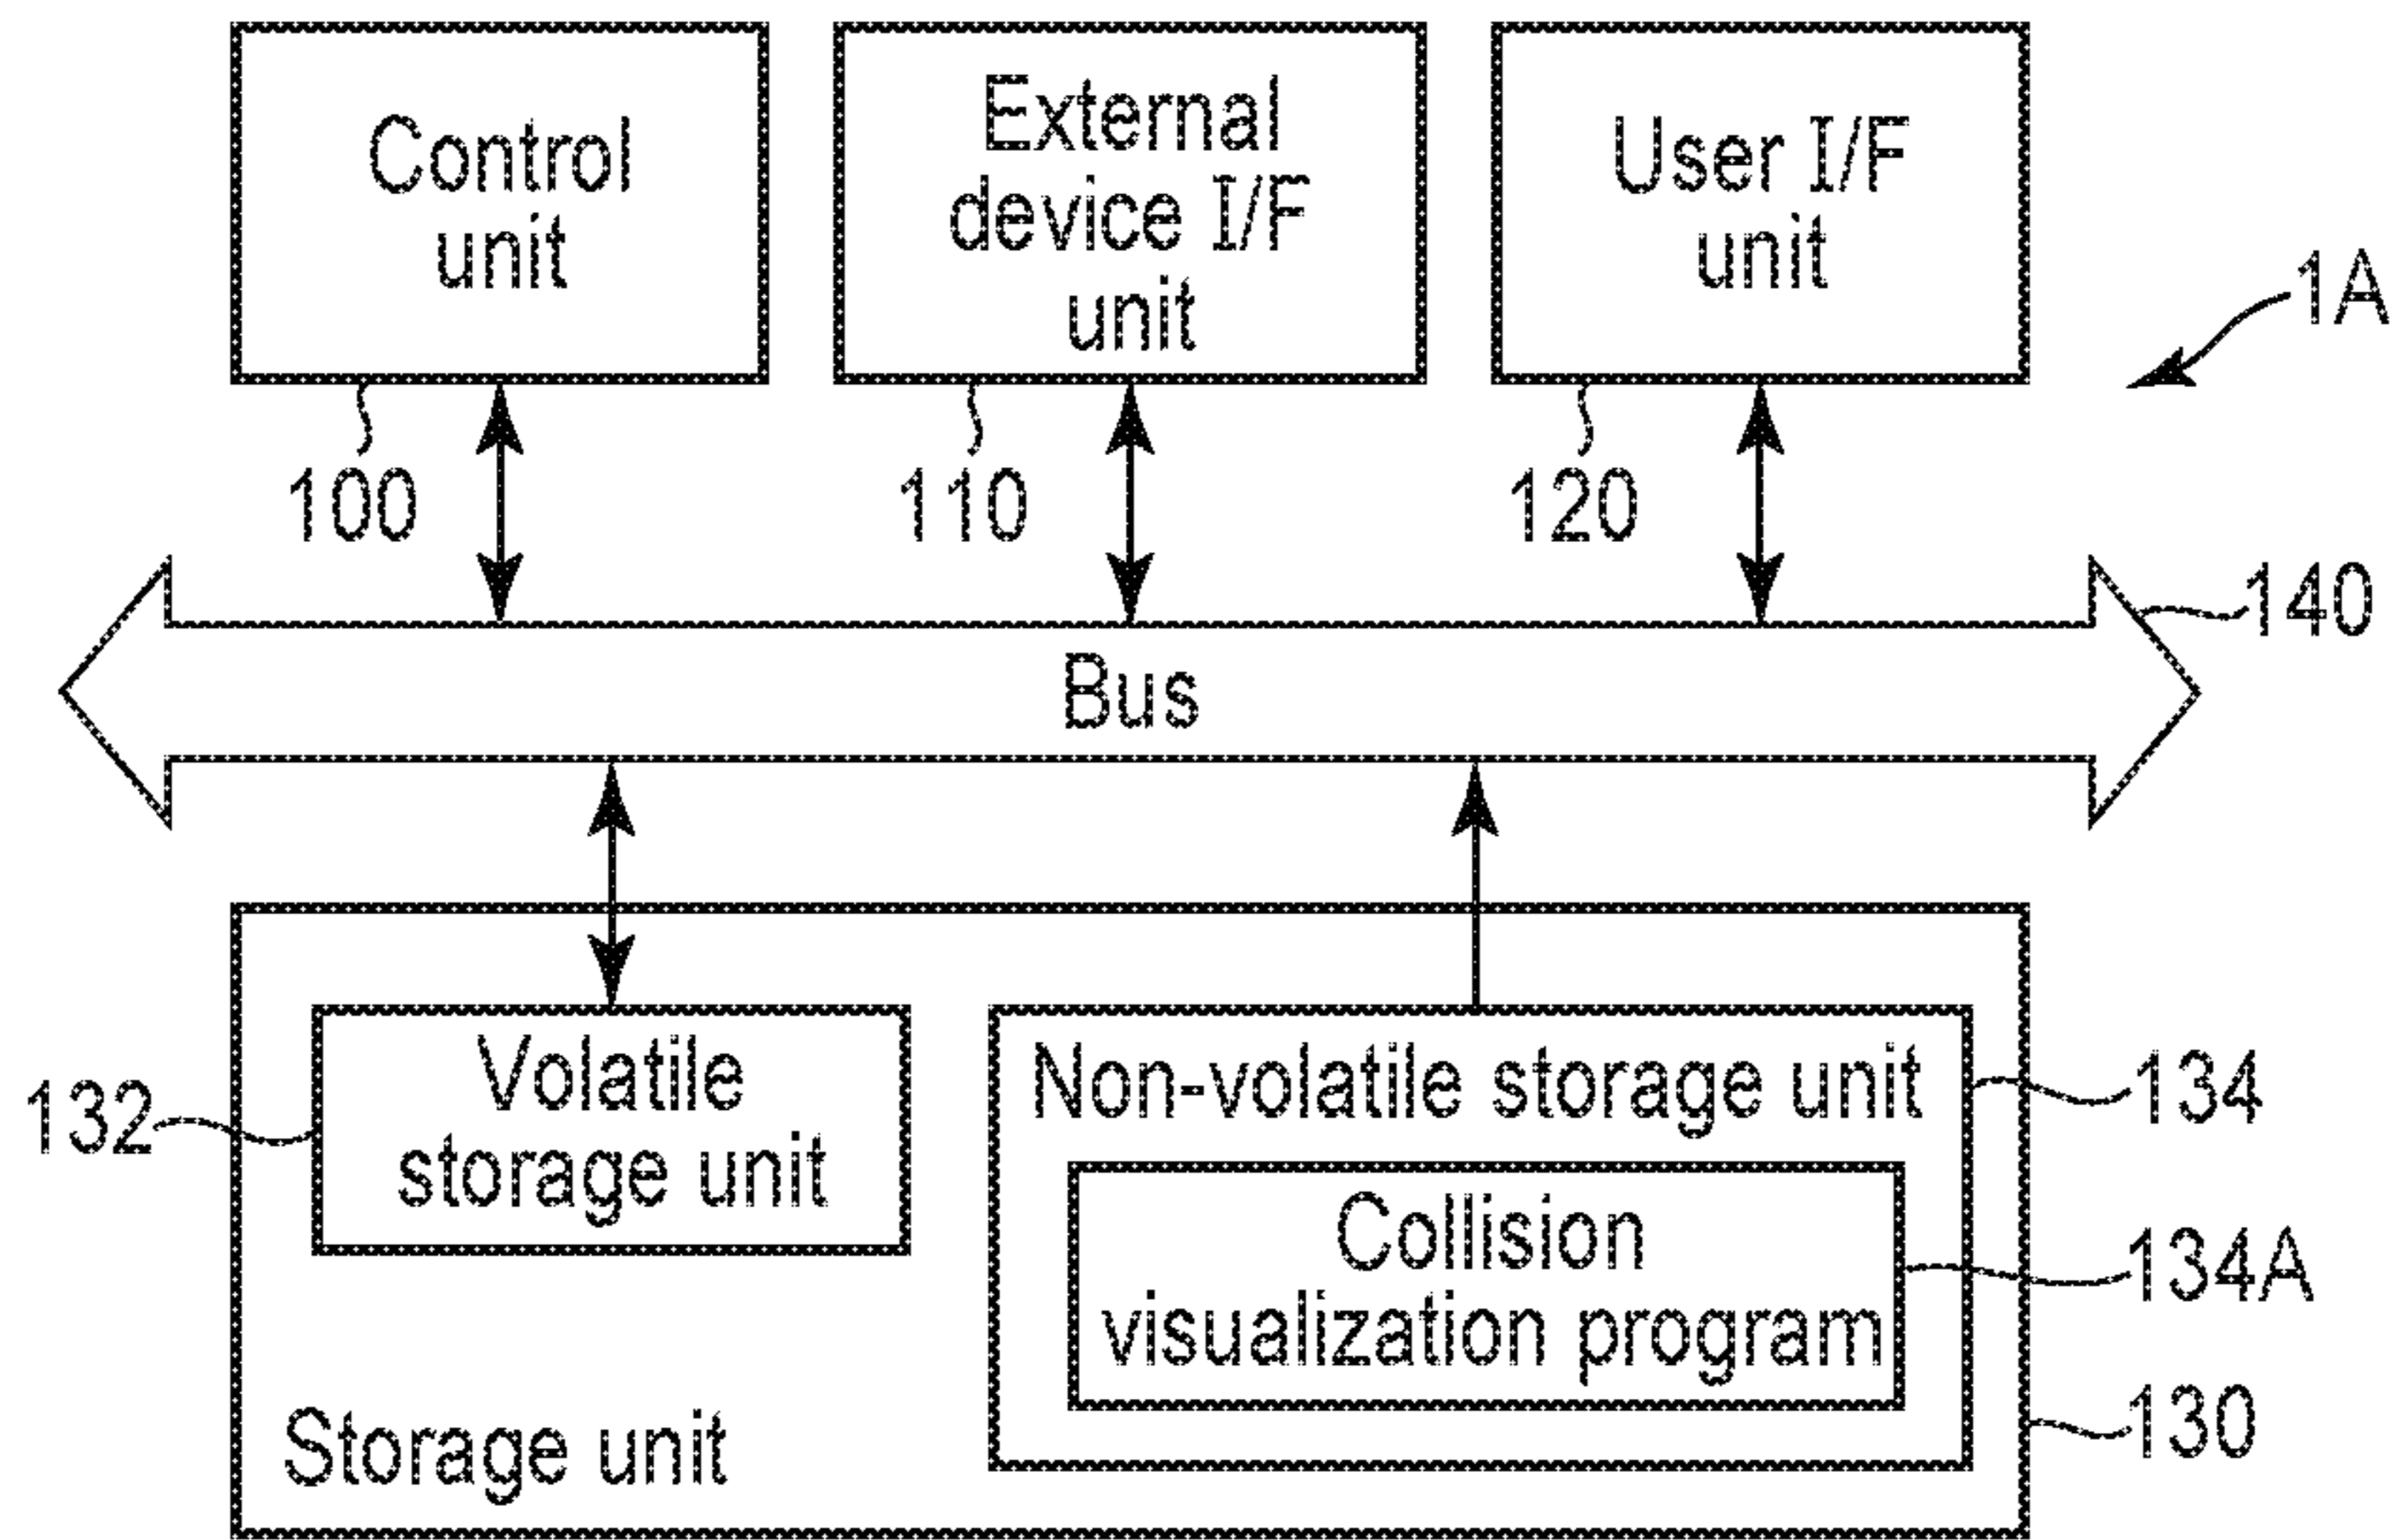 Control
unit
External
device I/F
unit
User I/F
unit
1A
100
110
120
140
Bus
Volatile
storage unit
132
Non-volatile storage unit
134
Collision
visualization program
134A
Storage unit
130